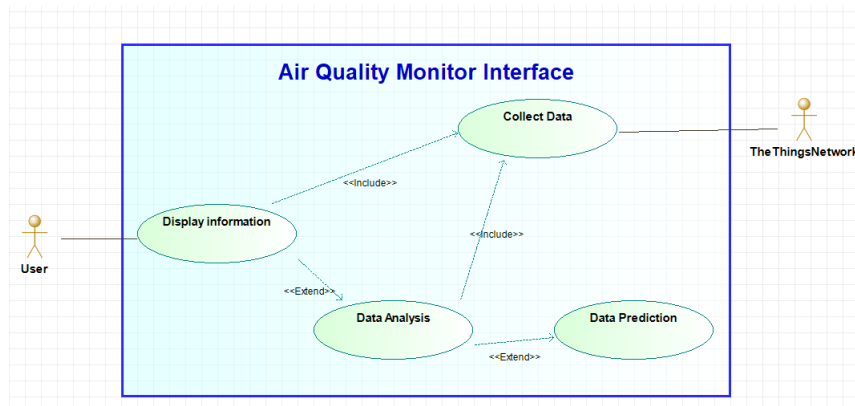 Air Quality Monitor Interface
Collect Data
TheThingsNetwork
<<Include>>
Display information
<<Include>>
User
<<Extend>>
Data Analysis
Data Prediction
<<Extend>>